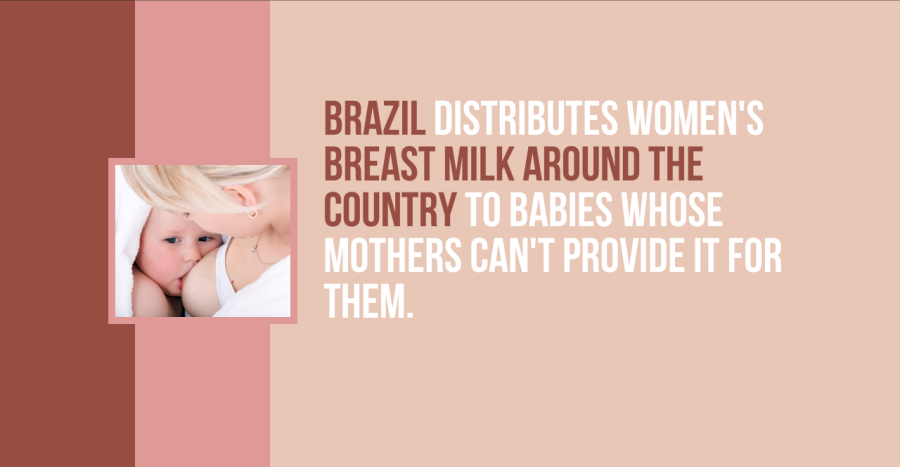 BRAZIL DISTRIBUTES WOMEN'S
BREAST MILK AROUND THE
COUNTRY TO BABIES WHOSE
MOTHERS CAN'T PROVIDE IT FOR
THEM.